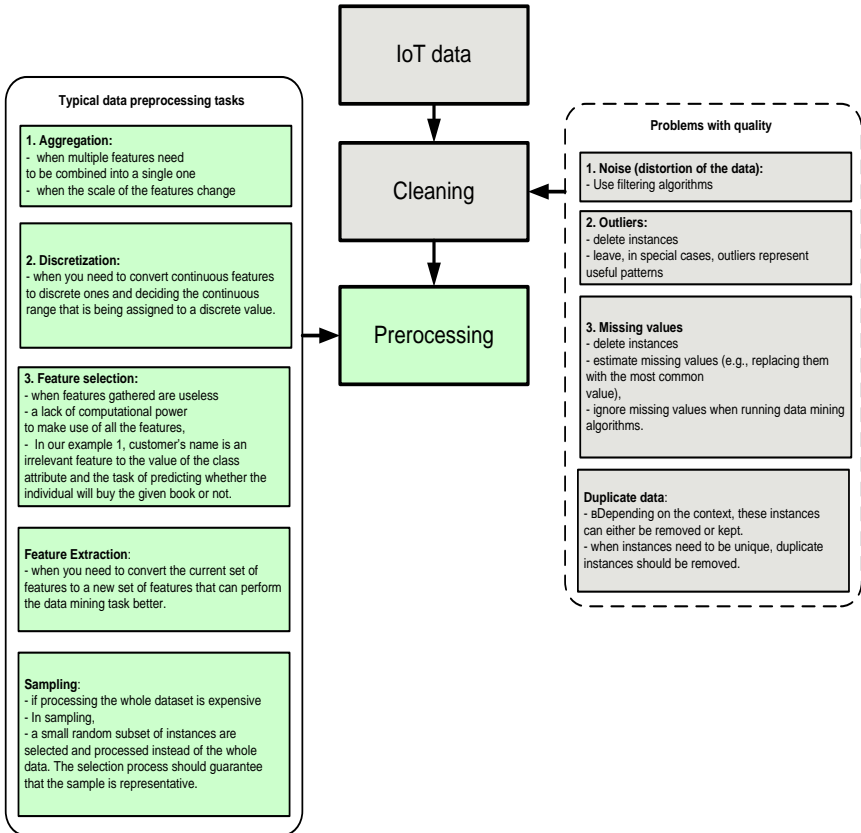 IoT data
Cleaning
Prerocessing
Typical data preprocessing tasks
1. Aggregation:
- when multiple features need
to be combined into a single one
- when the scale of the features change
2. Discretization:
- when you need to convert continuous features
to discrete ones and deciding the continuous
range that is being assigned to a discrete value.
3. Feature selection:
- when features gathered are useless
- a lack of computational power
to make use of all the features,
- In our example 1, customer’s name is an
irrelevant feature to the value of the class
attribute and the task of predicting whether the
individual will buy the given book or not.
Feature Extraction:
- when you need to convert the current set of
features to a new set of features that can perform
the data mining task better.
Sampling:
- if processing the whole dataset is expensive
- In sampling,
- a small random subset of instances are
selected and processed instead of the whole
data. The selection process should guarantee
that the sample is representative.
Problems with quality
1. Noise (distortion of the data):
- Use filtering algorithms
2. Outliers:
- delete instances
- leave, in special cases, outliers represent
useful patterns
3. Missing values
- delete instances
- estimate missing values (e.g., replacing them
with the most common
value),
- ignore missing values when running data mining
algorithms.
Duplicate data:
- вDepending on the context, these instances
can either be removed or kept.
- when instances need to be unique, duplicate
instances should be removed.